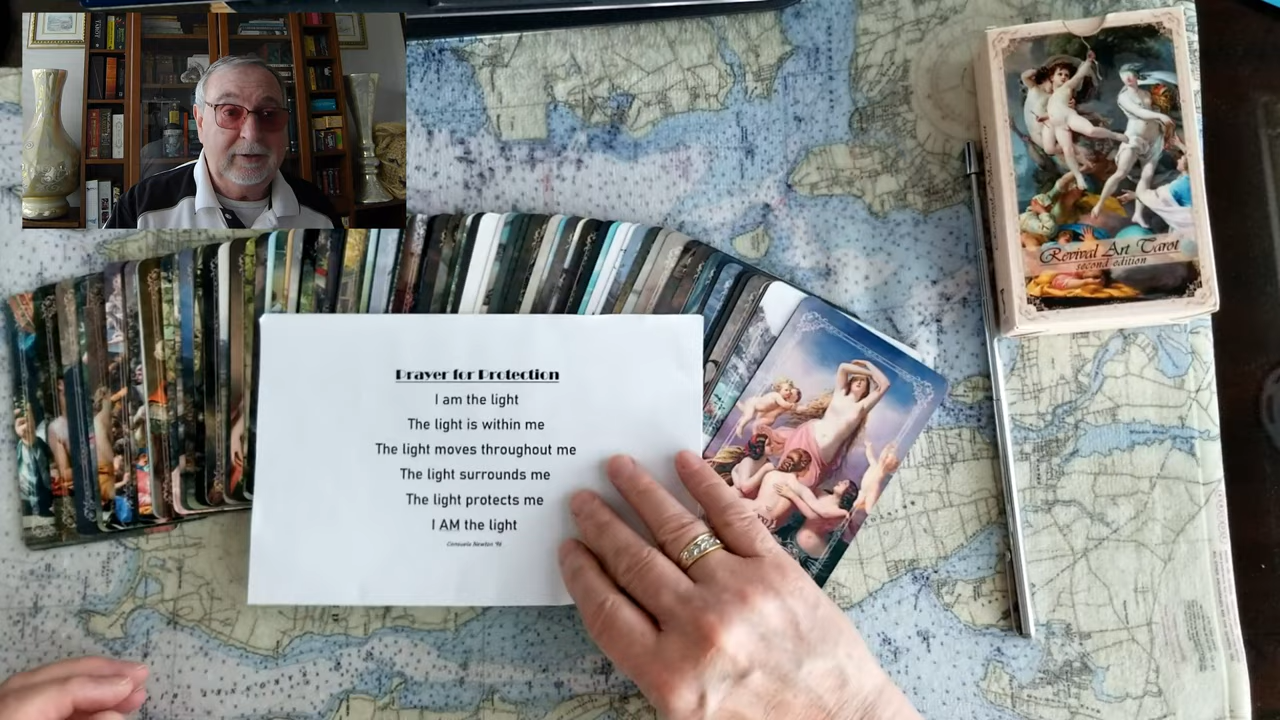 Prayer for Protection
I am the light
The light is within me
The light moves throughout me
The light surrounds me
The light protects me
I AM the light
Revival Art Tarot
second edition